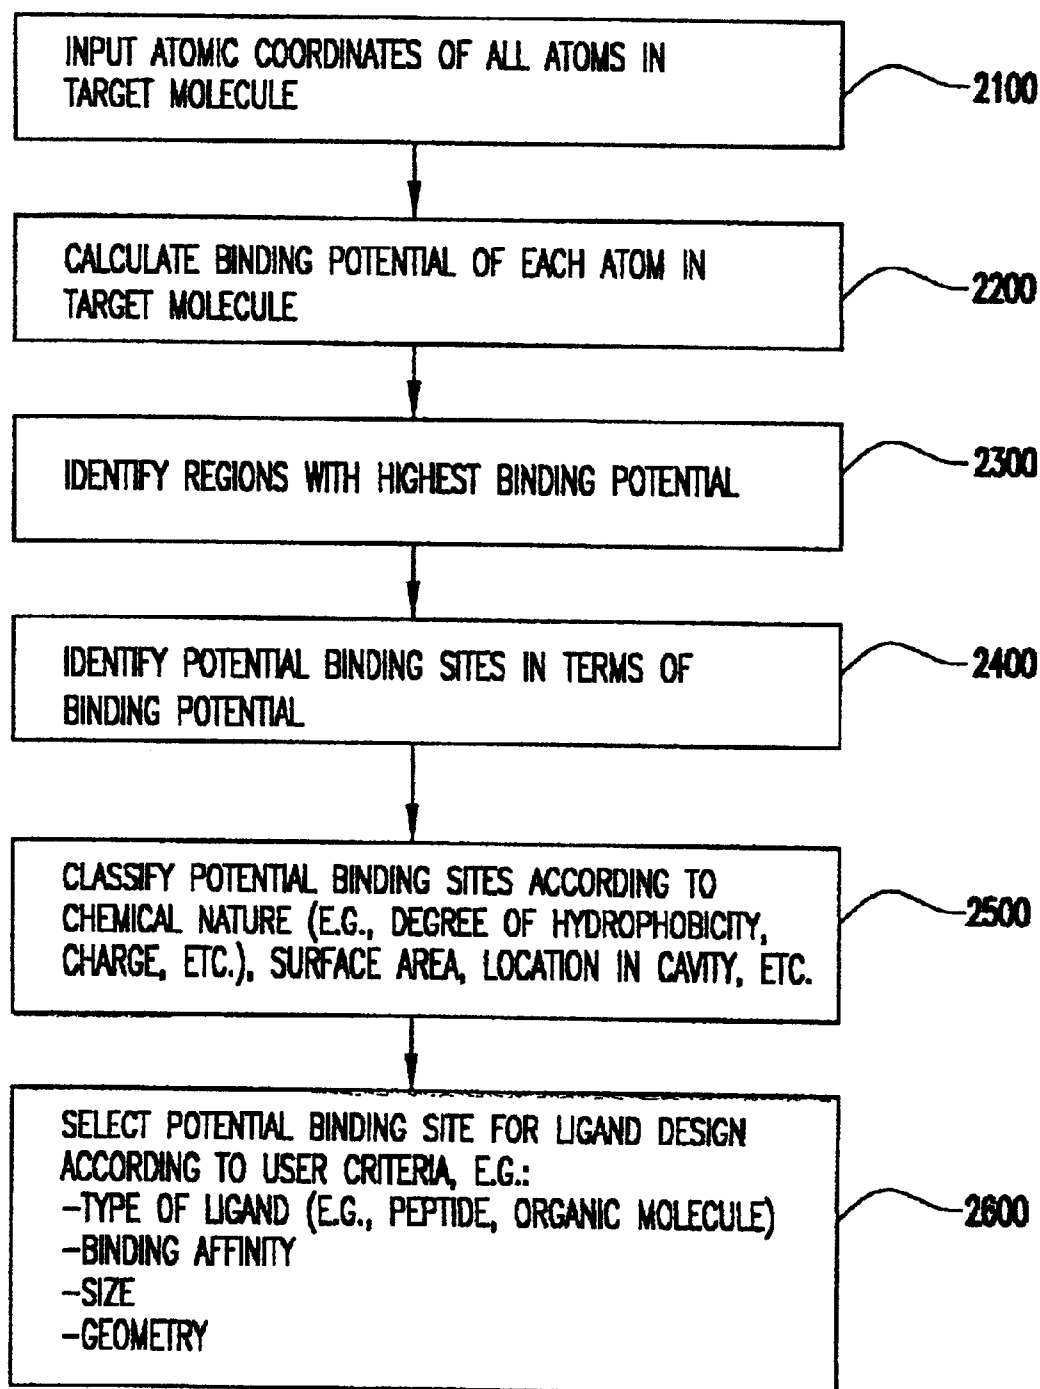 INPUT ATOMIC COORDINATES OF ALL ATOMS IN
TARGET MOLECULE
2100
CALCULATE BINDING POTENTIAL OF EACH ATOM IN
TARGET MOLECULE
2200
IDENTIFY REGIONS WITH HIGHEST BINDING POTENTIAL
2300
IDENTIFY POTENTIAL BINDING SITES IN TERMS OF
BINDING POTENTIAL
2400
CLASSIFY POTENTIAL BINDING SITES ACCORDING TO
CHEMICAL NATURE (E.G., DEGREE OF HYDROPHOBICITY,
CHARGE, ETC.), SURFACE AREA, LOCATION IN CAVITY, ETC.
2500
SELECT POTENTIAL BINDING SITE FOR LIGAND DESIGN
ACCORDING TO USER CRITERIA, E.G.:
-TYPE OF LIGAND (E.G., PEPTIDE, ORGANIC MOLECULE)
-BINDING AFFINITY
-SIZE
-GEOMETRY
2600